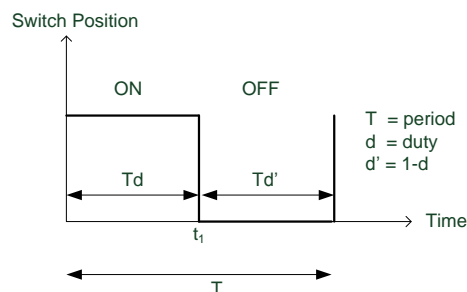 Switch Position
ON OFF
T = period
d = duty
d' = 1-d
Td Td'
Time
t1
T